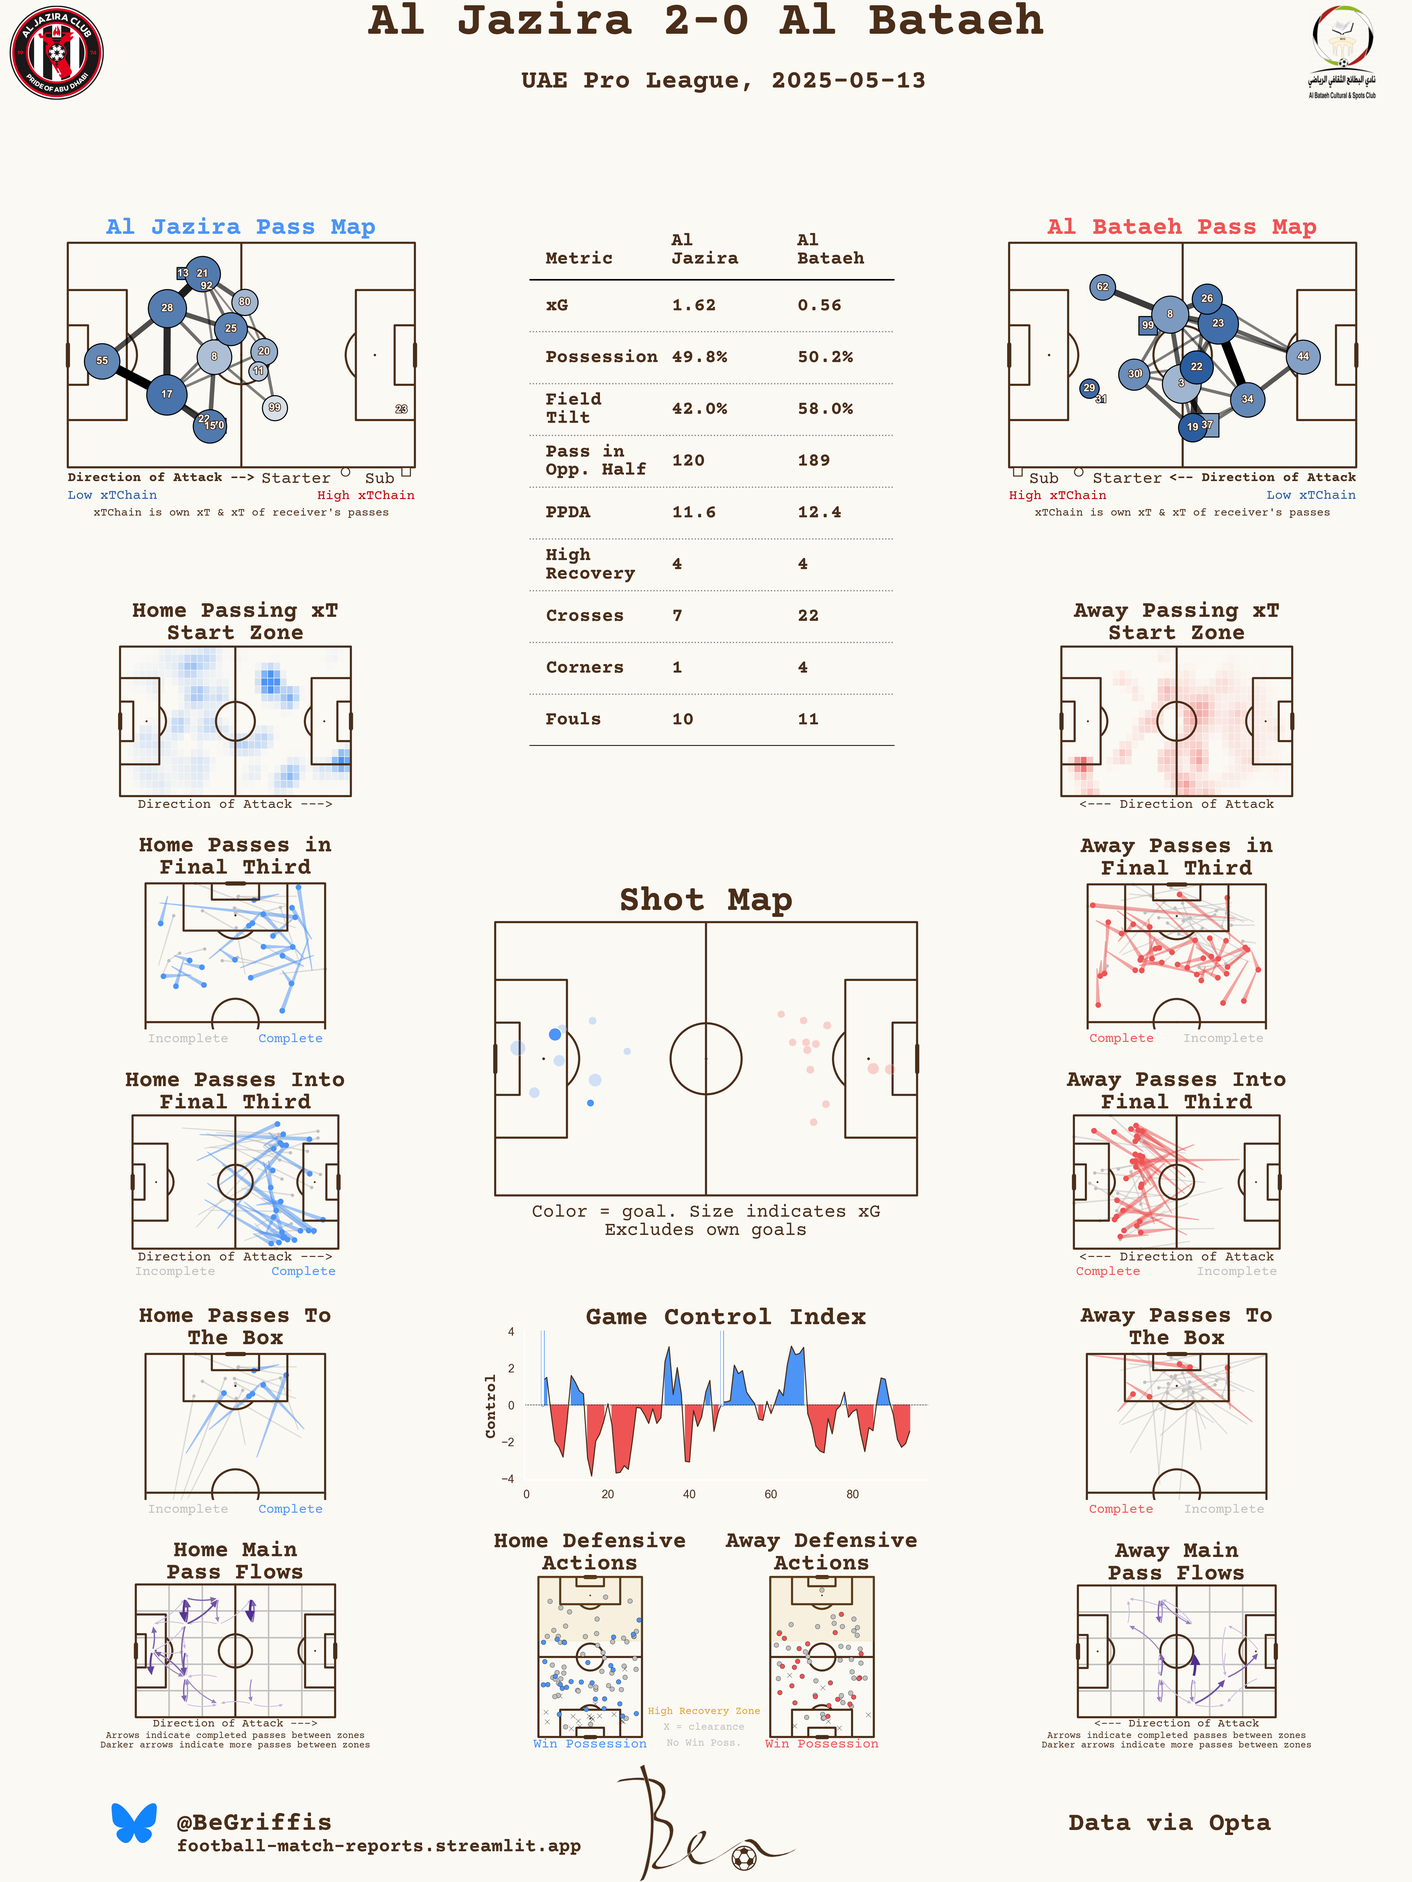 Al Jazira 2-0 Al Bataeh
UAE Pro League, 2025-05-13
AL JAZIRA CLUB
PRIDE OF ABU DHABI
نادي البطائح الثقافي الرياضي
Al Bataeh Cultural & Spots Club
Al Jazira Pass Map
13 21
92
28 80
25
55 8 20
11
17
99
22
15
23
Direction of Attack --> Starter Sub
Low xTChain High xTChain
xTChain is own xT & xT of receiver's passes
Metric Al Jazira Al Bataeh
xG 1.62 0.56
Possession 49.8% 50.2%
Field Tilt 42.0% 58.0%
Pass in Opp. Half 120 189
PPDA 11.6 12.4
High Recovery 4 4
Crosses 7 22
Corners 1 4
Fouls 10 11
Al Bataeh Pass Map
62
26
8
99 23
44
22
30
3
29
31 34
19 37
Sub Starter <-- Direction of Attack
High xTChain Low xTChain
xTChain is own xT & xT of receiver's passes
Home Passing xT
Start Zone
Direction of Attack --->
Away Passing xT
Start Zone
<--- Direction of Attack
Home Passes in
Final Third
Incomplete Complete
Away Passes in
Final Third
Complete Incomplete
Shot Map
Color = goal. Size indicates xG
Excludes own goals
Home Passes Into
Final Third
Direction of Attack --->
Incomplete Complete
Away Passes Into
Final Third
<--- Direction of Attack
Complete Incomplete
Home Passes To
The Box
Incomplete Complete
Game Control Index
Control
4
2
0
−2
−4
0 20 40 60 80
Away Passes To
The Box
Complete Incomplete
Home Main
Pass Flows
Direction of Attack --->
Arrows indicate completed passes between zones
Darker arrows indicate more passes between zones
Home Defensive
Actions
Win Possession
High Recovery Zone
X = clearance
No Win Poss.
Away Defensive
Actions
Win Possession
Away Main
Pass Flows
<--- Direction of Attack
Arrows indicate completed passes between zones
Darker arrows indicate more passes between zones
@BeGriffis
football-match-reports.streamlit.app
Ben
Data via Opta